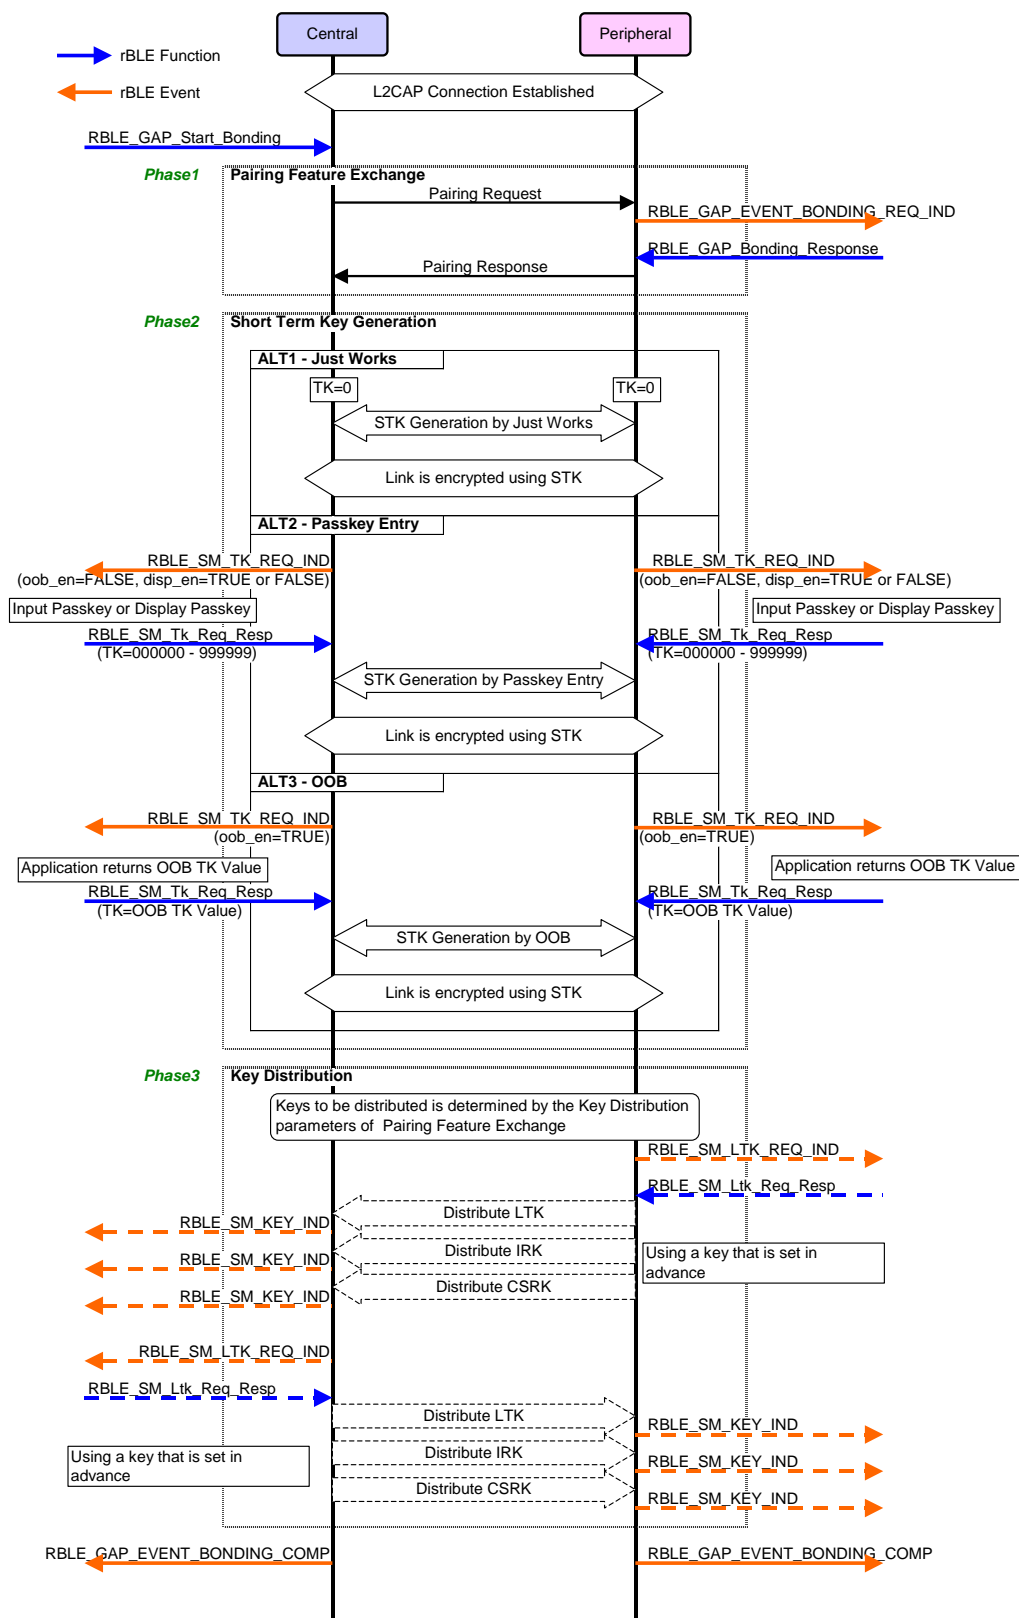 Central
Peripheral
rBLE Function
rBLE Event
L2CAP Connection Established
RBLE_GAP_Start_Bonding
Phase1
Pairing Feature Exchange
Pairing Request
RBLE_GAP_EVENT_BONDING_REQ_IND
RBLE_GAP_Bonding_Response
Pairing Response
Phase2
Short Term Key Generation
ALT1 - Just Works
TK=0
TK=0
STK Generation by Just Works
Link is encrypted using STK
ALT2 - Passkey Entry
RBLE_SM_TK_REQ_IND
RBLE_SM_TK_REQ_IND
(oob_en=FALSE, disp_en=TRUE or FALSE)
(oob_en=FALSE, disp_en=TRUE or FALSE)
Input Passkey or Display Passkey
Input Passkey or Display Passkey
RBLE_SM_Tk_Req_Resp
RBLE_SM_Tk_Req_Resp
(TK=000000 - 999999)
(TK=000000 - 999999)
STK Generation by Passkey Entry
Link is encrypted using STK
ALT3 - OOB
RBLE_SM_TK_REQ_IND
RBLE_SM_TK_REQ_IND
(oob_en=TRUE)
(oob_en=TRUE)
Application returns OOB TK Value
Application returns OOB TK Value
RBLE_SM_Tk_Req_Resp
RBLE_SM_Tk_Req_Resp
(TK=OOB TK Value)
(TK=OOB TK Value)
STK Generation by OOB
Link is encrypted using STK
Phase3
Key Distribution
Keys to be distributed is determined by the Key Distribution
parameters of  Pairing Feature Exchange
RBLE_SM_LTK_REQ_IND
RBLE_SM_Ltk_Req_Resp
Distribute LTK
RBLE_SM_KEY_IND
Distribute IRK
Using a key that is set in
advance
RBLE_SM_KEY_IND
Distribute CSRK
RBLE_SM_KEY_IND
RBLE_SM_LTK_REQ_IND
RBLE_SM_Ltk_Req_Resp
Distribute LTK
RBLE_SM_KEY_IND
Using a key that is set in
advance
Distribute IRK
RBLE_SM_KEY_IND
Distribute CSRK
RBLE_SM_KEY_IND
RBLE_GAP_EVENT_BONDING_COMP
RBLE_GAP_EVENT_BONDING_COMP